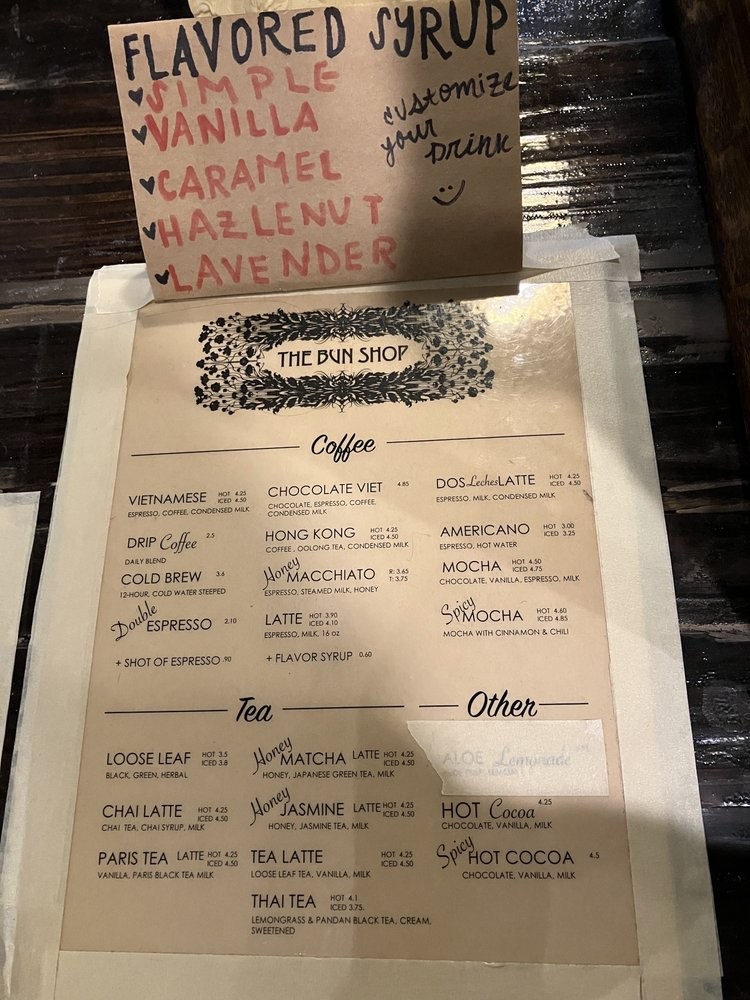 FLAVORED SYRUP
SIMPLE
VANILLA
CARAMEL
HAZLENUT
LAVENDER
customize
your
DRINK
THE BUN SHOP
Coffee
VIETNAMESE HOT 4.25
ICED 4.50
ESPRESSO, COFFEE, CONDENSED MILK
DRIP Coffee 2.5
DAILY BLEND
COLD BREW 3.6
12-HOUR, COLD WATER STEEPED
Double ESPRESSO 2.10
+ SHOT OF ESPRESSO .90
CHOCOLATE VIET 4.85
CHOCOLATE, ESPRESSO, COFFEE,
CONDENSED MILK
HONG KONG HOT 4.25
ICED 4.50
COFFEE , OOLONG TEA, CONDENSED MILK
Honey MACCHIATO R: 3.65
T: 3.75
ESPRESSO, STEAMED MILK, HONEY
LATTE HOT 3.90
ICED 4.10
ESPRESSO, MILK, 16 oz
+ FLAVOR SYRUP 0.60
DOS Leches LATTE HOT 4.25
ICED 4.50
ESPRESSO, MILK, CONDENSED MILK
AMERICANO HOT 3.00
ICED 3.25
ESPRESSO, HOT WATER
MOCHA HOT 4.50
ICED 4.75
CHOCOLATE, VANILLA, ESPRESSO, MILK
Spicy MOCHA HOT 4.60
ICED 4.85
MOCHA WITH CINNAMON & CHILI
Tea
LOOSE LEAF HOT 3.5
ICED 3.8
BLACK, GREEN, HERBAL
CHAI LATTE HOT 4.25
ICED 4.50
CHAI TEA, CHAI SYRUP, MILK
PARIS TEA LATTE HOT 4.25
ICED 4.50
VANILLA, PARIS BLACK TEA MILK
Honey MATCHA LATTE HOT 4.25
ICED 4.50
HONEY, JAPANESE GREEN TEA, MILK
Honey JASMINE LATTE HOT 4.25
ICED 4.50
HONEY, JASMINE TEA, MILK
TEA LATTE HOT 4.25
ICED 4.50
LOOSE LEAF TEA, VANILLA, MILK
THAI TEA HOT 4.1
ICED 3.75.
LEMONGRASS & PANDAN BLACK TEA, CREAM,
SWEETENED
Other
ALOE Lemonade
HOT Cocoa 4.25
CHOCOLATE, VANILLA, MILK
Spicy HOT COCOA 4.5
CHOCOLATE, VANILLA, MILK